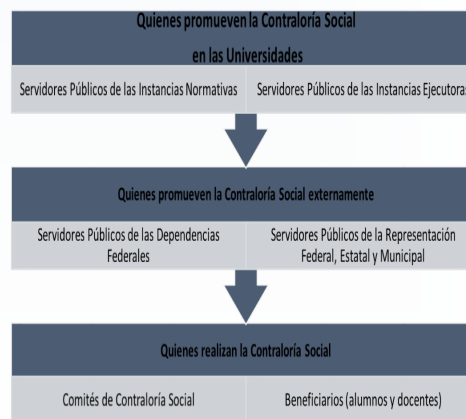 Quienes promueven la Contraloría Social
en las Universidades
Servidores Públicos de las Instancias Normativas
Servidores Públicos de las Instancias Ejecutoras
Quienes promueven la Contraloría Social externamente
Servidores Públicos de las Dependencias
Federales
Servidores Públicos de la Representación
Federal, Estatal y Municipal
Quienes realizan la Contraloría Social
Comités de Contraloría Social
Beneficiarios (alumnos y docentes)